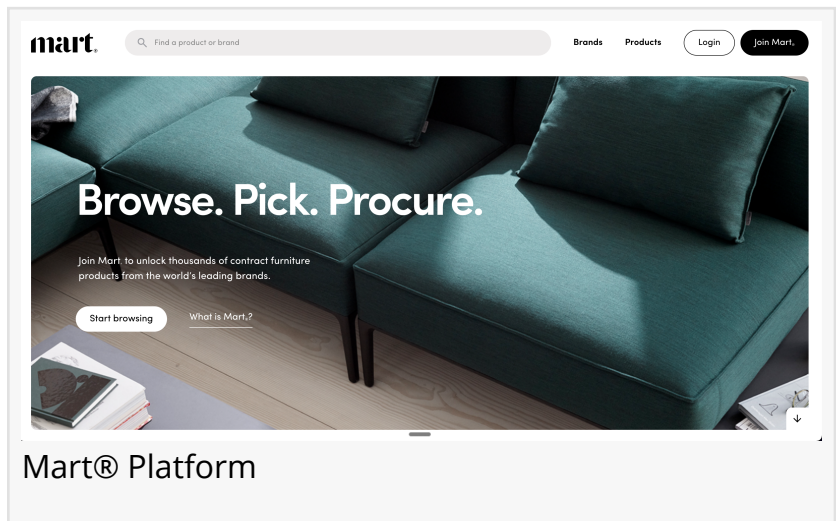 mart®
Find a product or brand
Brands
Products
Login
Join Mart®
Browse. Pick. Procure.
Join Mart® to unlock thousands of contract furniture
products from the world's leading brands.
Start browsing
What is Mart®?
Mart® Platform